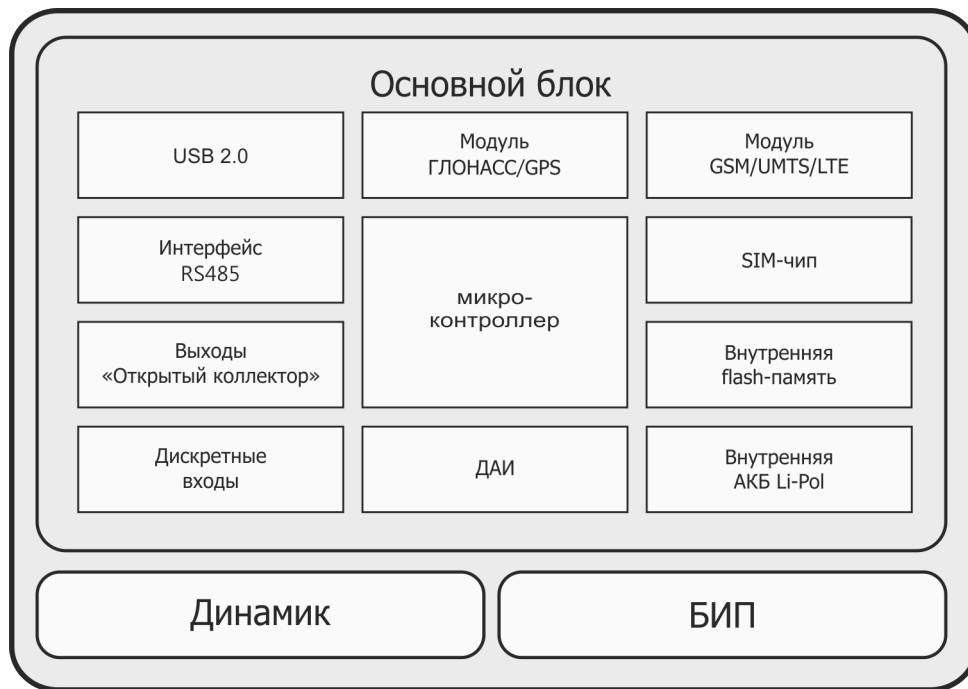 Основной блок
USB 2.0
Модуль
ГЛОНАСС/GPS
Модуль
GSM/UMTS/LTE
Интерфейс
RS485
микро-
контроллер
SIM-чип
Выходы
«Открытый коллектор»
Внутренняя
flash-память
Дискретные
входы
ДАИ
Внутренняя
АКБ Li-Pol
Динамик
БИП